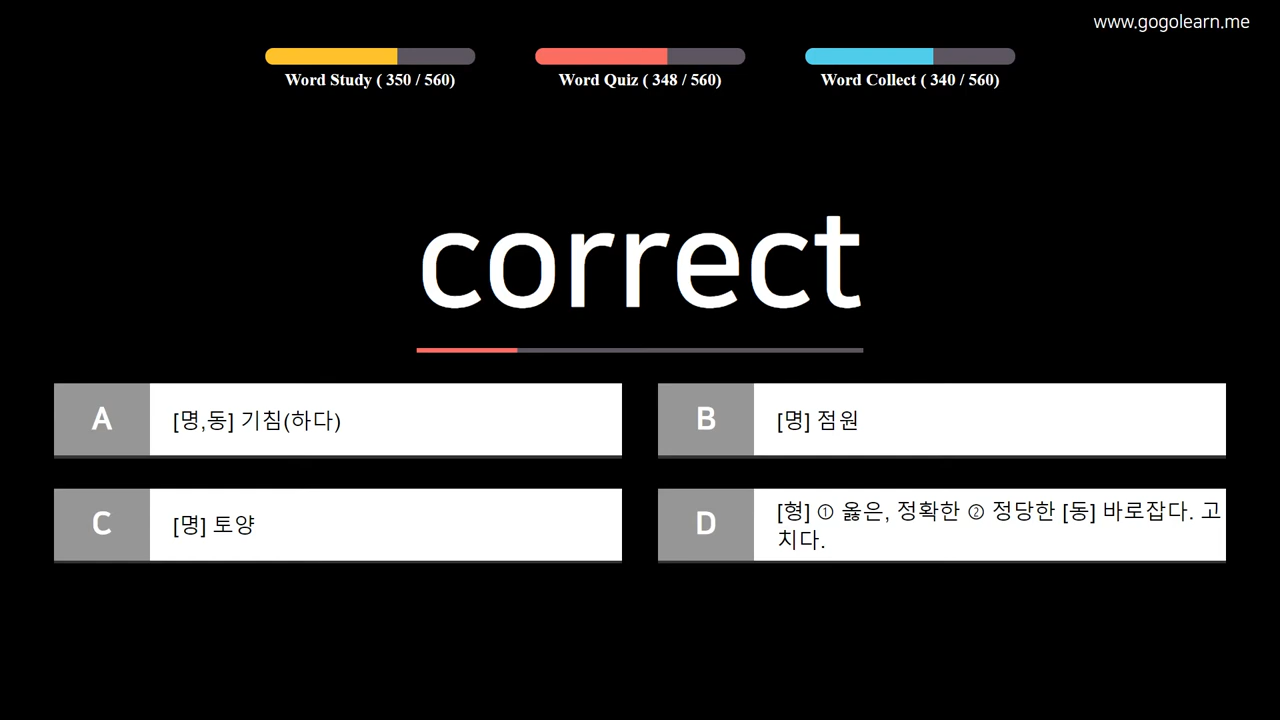 www.gogolearn.me
Word Study ( 350 / 560)
Word Quiz ( 348 / 560)
Word Collect ( 340 / 560)
correct
A
[명,동] 기침(하다)
B
[명] 점원
C
[명] 토양
D
[형] ① 옳은, 정확한 ② 정당한 [동] 바로잡다. 고
치다.